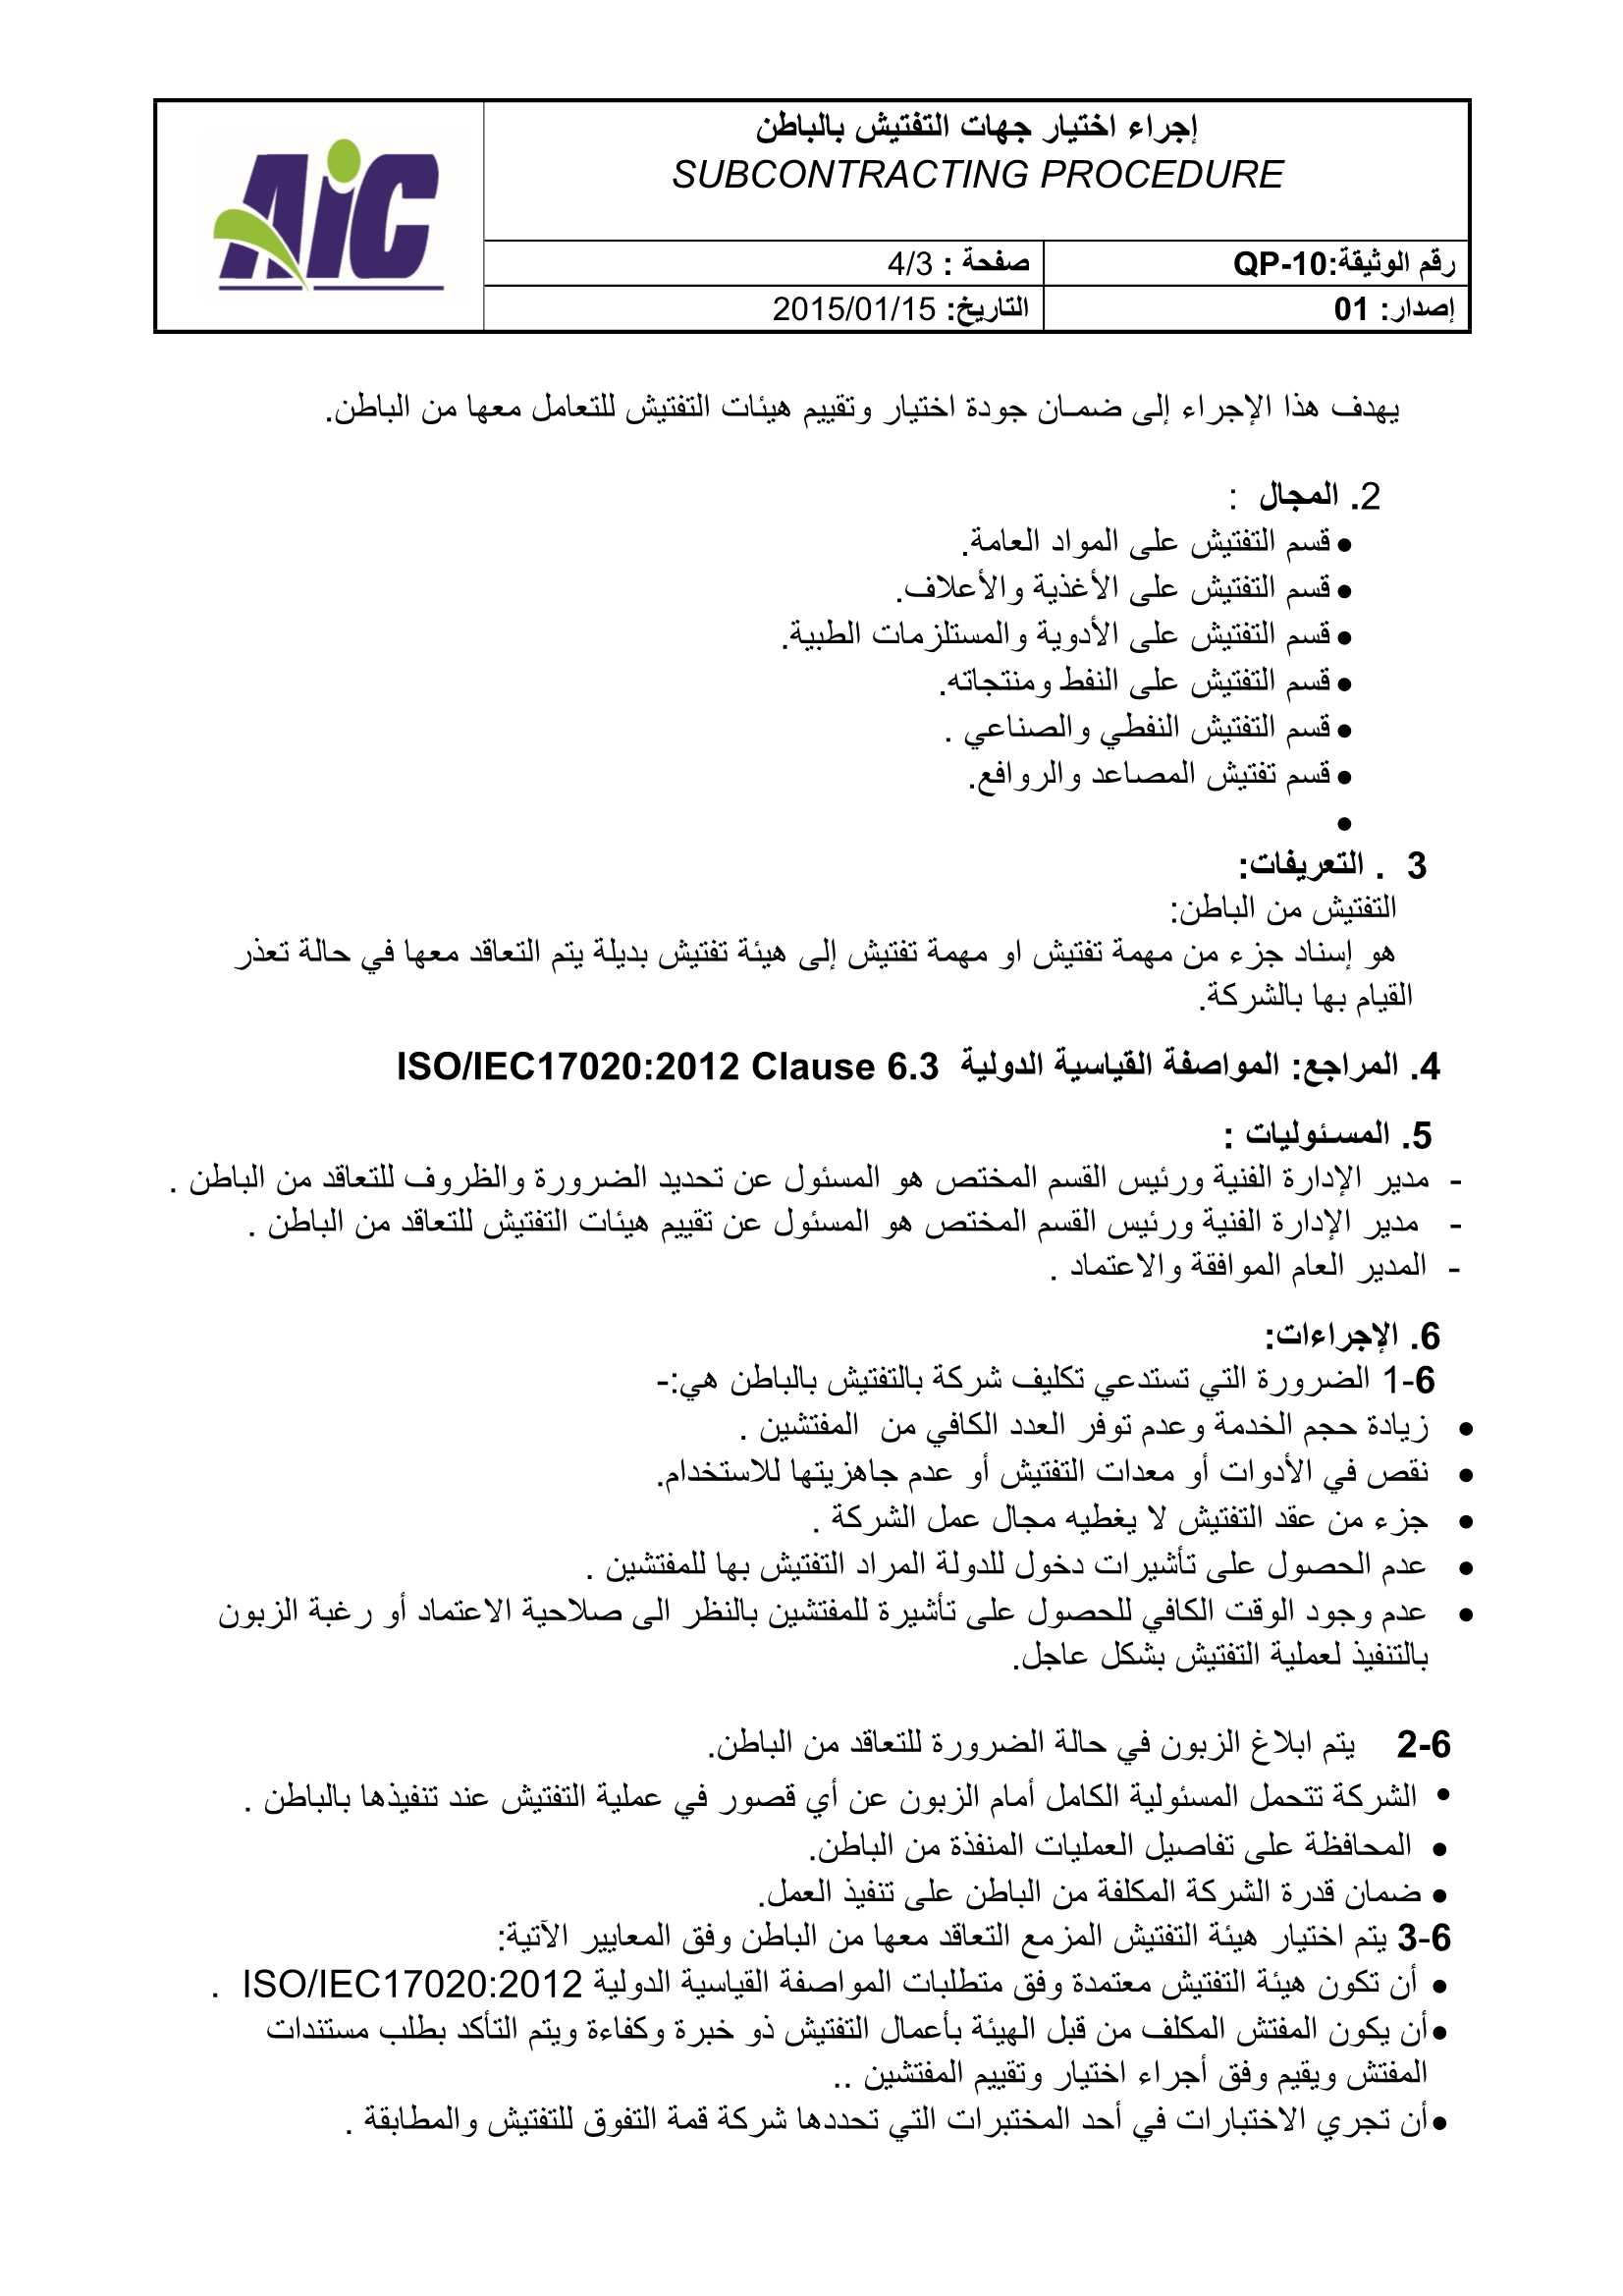 AiC
إجراء اختيار جهات التفتيش بالباطن
SUBCONTRACTING PROCEDURE
رقم الوثيقة:QP-10
صفحة : 4/3
إصدار: 01
التاريخ: 2015/01/15
يهدف هذا الإجراء إلى ضمـان جودة اختيار وتقييم هيئات التفتيش للتعامل معها من الباطن.
2. المجال :
• قسم التفتيش على المواد العامة.
• قسم التفتيش على الأغذية والأعلاف.
• قسم التفتيش على الأدوية والمستلزمات الطبية.
• قسم التفتيش على النفط ومنتجاته.
• قسم التفتيش النفطي والصناعي .
• قسم تفتيش المصاعد والروافع.
•
3 . التعريفات:
التفتيش من الباطن:
هو إسناد جزء من مهمة تفتيش او مهمة تفتيش إلى هيئة تفتيش بديلة يتم التعاقد معها في حالة تعذر
القيام بها بالشركة.
4. المراجع: المواصفة القياسية الدولية ISO/IEC17020:2012 Clause 6.3
5. المسئوليات :
- مدير الإدارة الفنية ورئيس القسم المختص هو المسئول عن تحديد الضرورة والظروف للتعاقد من الباطن .
- مدير الإدارة الفنية ورئيس القسم المختص هو المسئول عن تقييم هيئات التفتيش للتعاقد من الباطن .
- المدير العام الموافقة والاعتماد .
6. الإجراءات:
1-6 الضرورة التي تستدعي تكليف شركة بالتفتيش بالباطن هي:-
• زيادة حجم الخدمة وعدم توفر العدد الكافي من المفتشين .
• نقص في الأدوات أو معدات التفتيش أو عدم جاهزيتها للاستخدام.
• جزء من عقد التفتيش لا يغطيه مجال عمل الشركة .
• عدم الحصول على تأشيرات دخول للدولة المراد التفتيش بها للمفتشين .
• عدم وجود الوقت الكافي للحصول على تأشيرة للمفتشين بالنظر الى صلاحية الاعتماد أو رغبة الزبون
بالتنفيذ لعملية التفتيش بشكل عاجل.
2-6 يتم ابلاغ الزبون في حالة الضرورة للتعاقد من الباطن.
• الشركة تتحمل المسئولية الكامل أمام الزبون عن أي قصور في عملية التفتيش عند تنفيذها بالباطن .
• المحافظة على تفاصيل العمليات المنفذة من الباطن.
• ضمان قدرة الشركة المكلفة من الباطن على تنفيذ العمل.
3-6 يتم اختيار هيئة التفتيش المزمع التعاقد معها من الباطن وفق المعايير الآتية:
• أن تكون هيئة التفتيش معتمدة وفق متطلبات المواصفة القياسية الدولية ISO/IEC17020:2012 .
• أن يكون المفتش المكلف من قبل الهيئة بأعمال التفتيش ذو خبرة وكفاءة ويتم التأكد بطلب مستندات
المفتش ويقيم وفق أجراء اختيار وتقييم المفتشين ..
• أن تجري الاختبارات في أحد المختبرات التي تحددها شركة قمة التفوق للتفتيش والمطابقة .